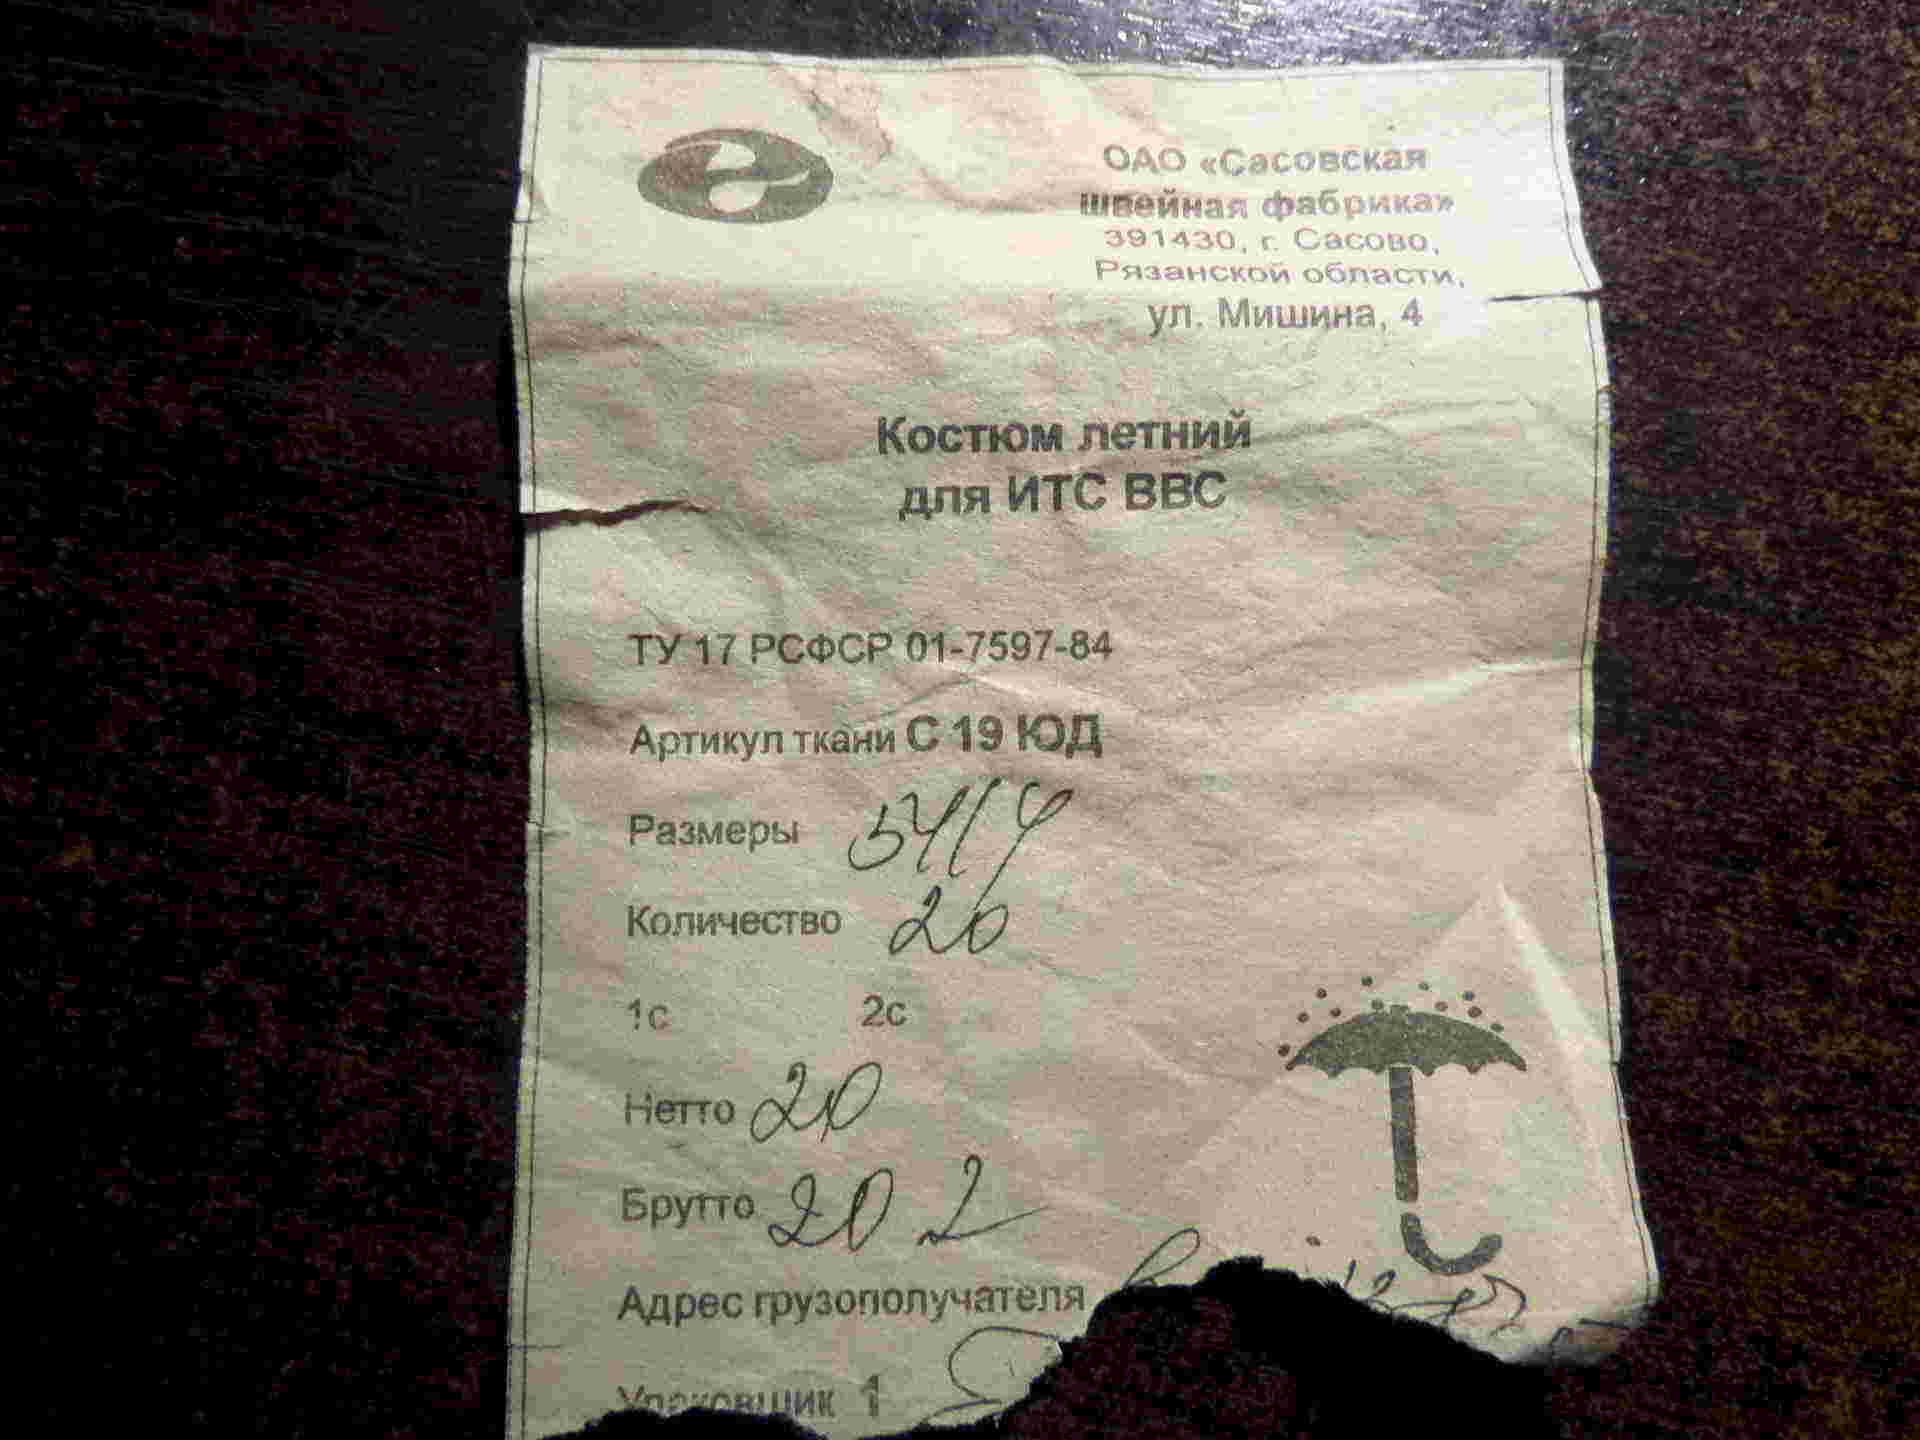 ОАО «Сасовская
швейная фабрика»
391430, г. Сасово,
Рязанской области,
ул. Мишина, 4
Костюм летний
для ИТС ВВС
ТУ 17 РСФСР 01-7597-84
Артикул ткани С 19 ЮД
Размеры 54/4
Количество 20
1с 2с
Нетто 20
Брутто 20 2
Адрес грузополучателя
Упаковщик 1